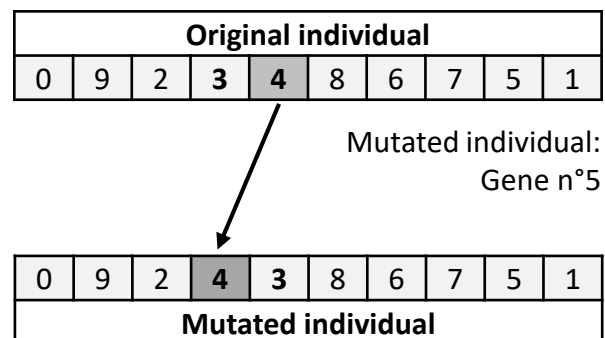 Original individual
0 9 2 3 4 8 6 7 5 1
Mutated individual:
Gene n°5
0 9 2 4 3 8 6 7 5 1
Mutated individual